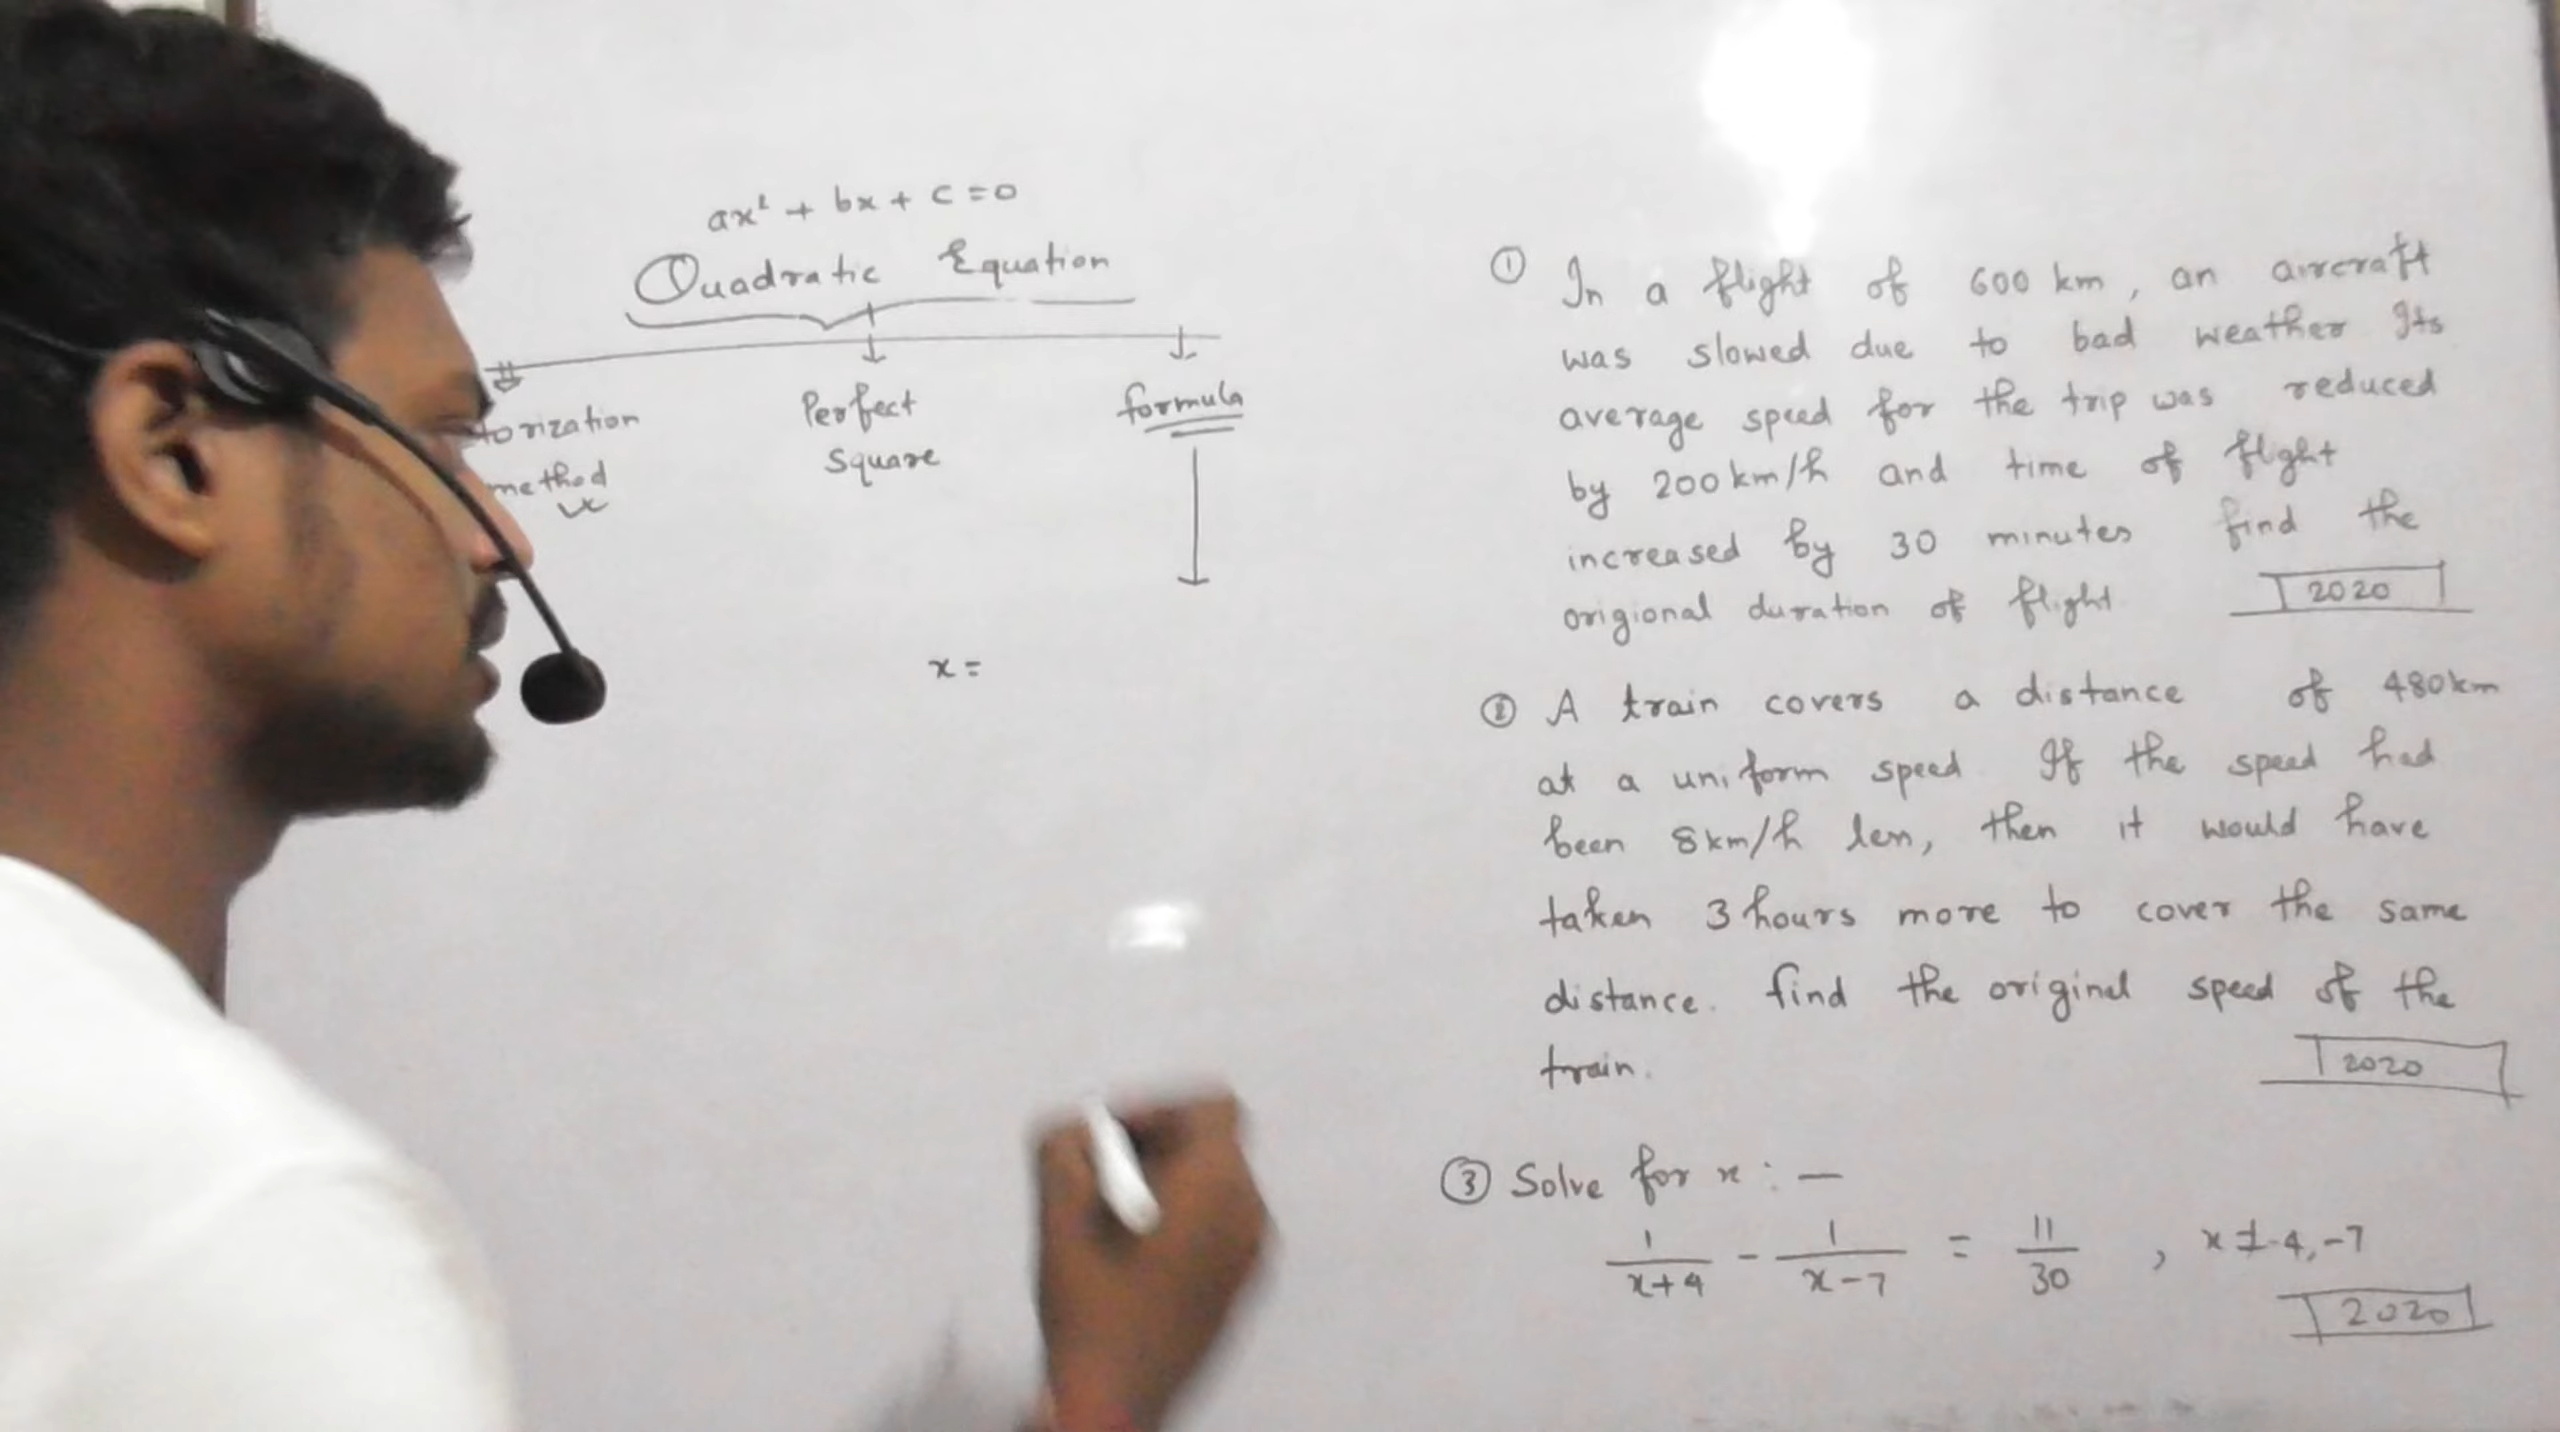 ax² + bx + c = 0
Quadratic Equation
torization
method
Perfect
Square
formula
x =
① In a flight of 600 km, an aircraft
was slowed due to bad weather Its
average speed for the trip was reduced
by 200 km/h and time of flight
increased by 30 minutes find the
origional duration of flight
2020
② A train covers a distance of 480km
at a uniform speed If the speed had
been 8km/h less, then it would have
taken 3 hours more to cover the same
distance. find the original speed of the
train.
2020
③ Solve for x : —
1/(x+4) - 1/(x-7) = 11/30 , x ≠ -4, -7
2020